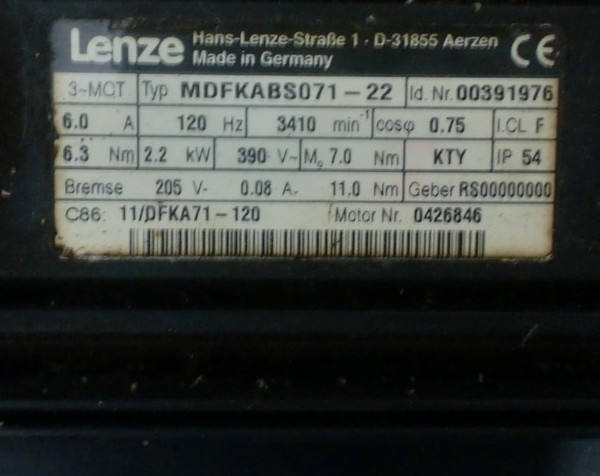 Lenze Hans-Lenze-Straße 1 · D-31855 Aerzen CE
Made in Germany
3~MOT Typ MDFKABS071-22 Id. Nr. 00391976
6.0 A 120 Hz 3410 min-1 cosφ 0.75 I.CL F
6.3 Nm 2.2 kW 390 V~ M0 7.0 Nm KTY IP 54
Bremse 205 V- 0.08 A- 11.0 Nm Geber RS00000000
C86: 11/DFKA71-120 Motor Nr. 0426846